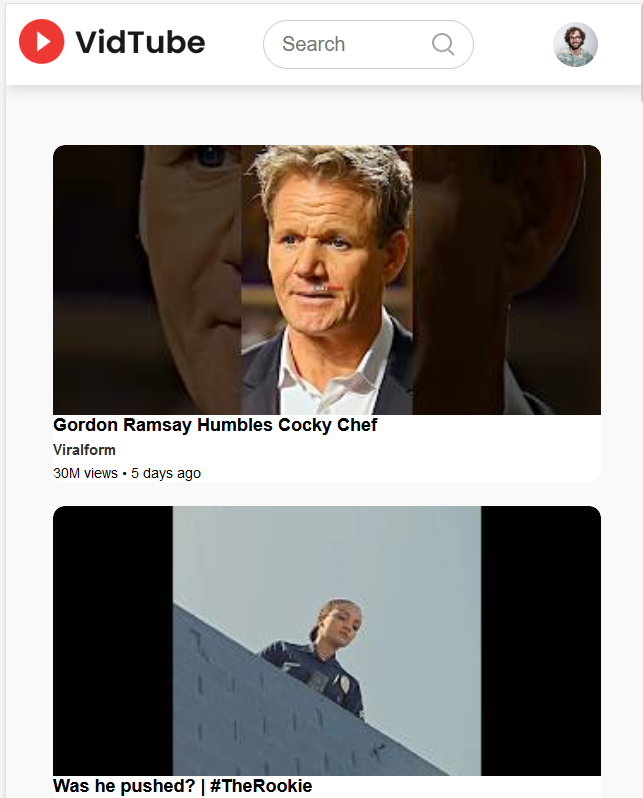 VidTube
Search
Gordon Ramsay Humbles Cocky Chef
Viralform
30M views • 5 days ago
Was he pushed? | #TheRookie